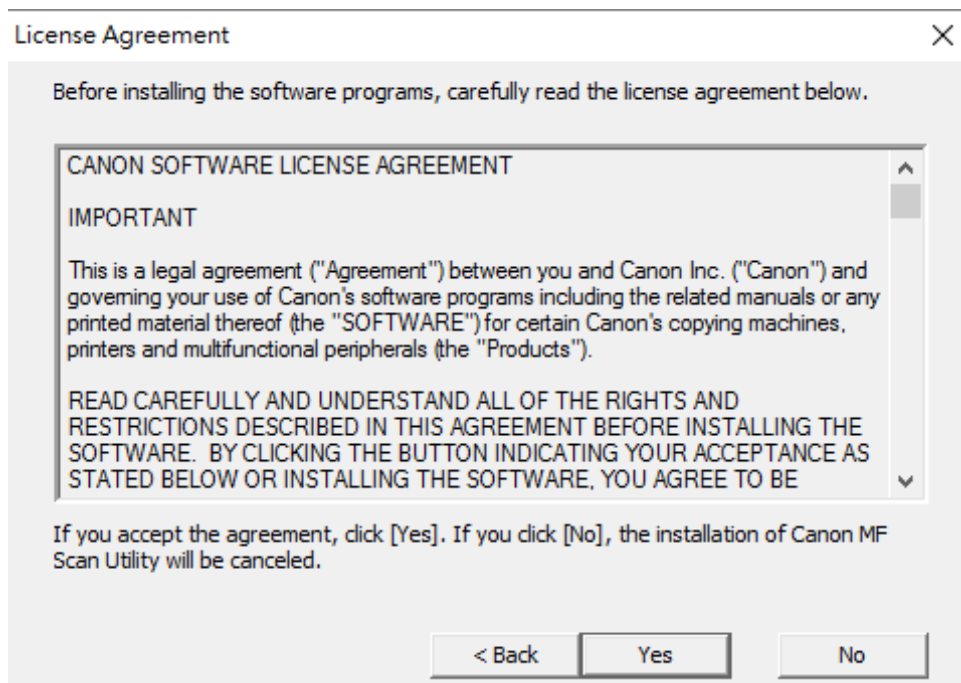 License Agreement
Before installing the software programs, carefully read the license agreement below.
CANON SOFTWARE LICENSE AGREEMENT
IMPORTANT
This is a legal agreement ("Agreement") between you and Canon Inc. ("Canon") and
governing your use of Canon's software programs including the related manuals or any
printed material thereof (the "SOFTWARE") for certain Canon's copying machines,
printers and multifunctional peripherals (the "Products").
READ CAREFULLY AND UNDERSTAND ALL OF THE RIGHTS AND
RESTRICTIONS DESCRIBED IN THIS AGREEMENT BEFORE INSTALLING THE
SOFTWARE.  BY CLICKING THE BUTTON INDICATING YOUR ACCEPTANCE AS
STATED BELOW OR INSTALLING THE SOFTWARE, YOU AGREE TO BE
If you accept the agreement, click [Yes]. If you click [No], the installation of Canon MF
Scan Utility will be canceled.
< Back
Yes
No